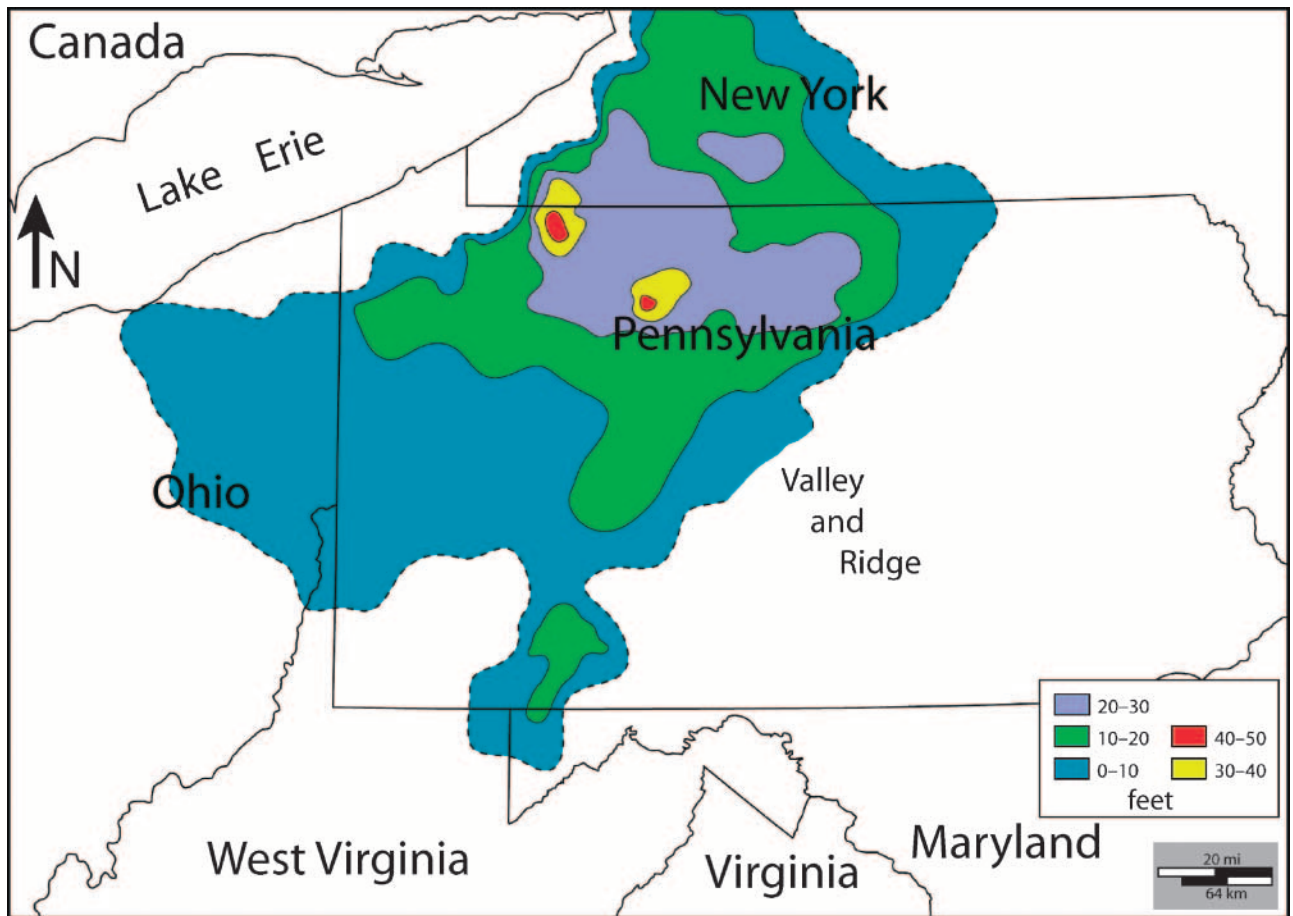 Canada
New York
Lake Erie
N
Pennsylvania
Ohio
Valley
and
Ridge
20–30
10–20
40–50
0–10
30–40
feet
West Virginia
Virginia
Maryland
20 mi
64 km